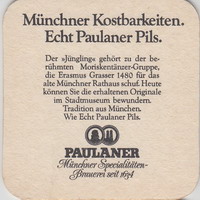 Münchner Kostbarkeiten.
Echt Paulaner Pils.
Der »Jüngling« gehört zu der be-
rühmten Moriskentänzer-Gruppe,
die Erasmus Grasser 1480 für das
alte Münchner Rathaus schuf. Heute
können Sie die erhaltenen Originale
im Stadtmuseum bewundern.
Tradition aus München.
Wie Echt Paulaner Pils.
PAULANER
Münchner Spezialitäten-
Brauerei seit 1634